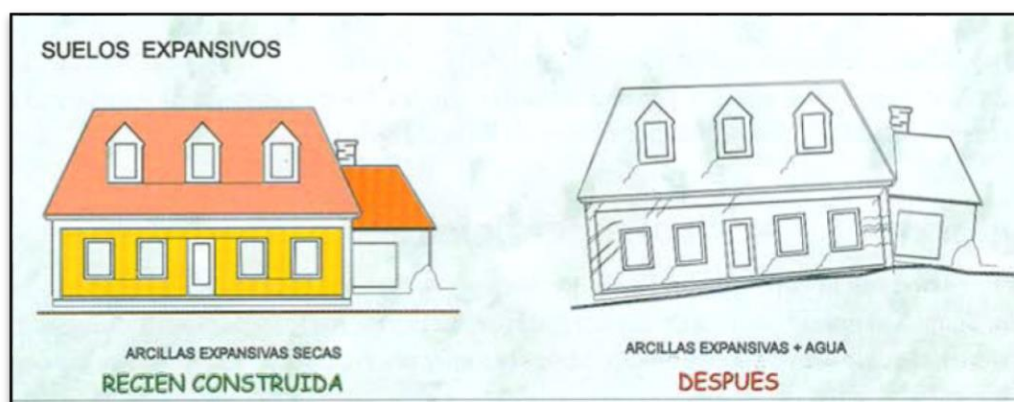 SUELOS EXPANSIVOS
ARCILLAS EXPANSIVAS SECAS
RECIEN CONSTRUIDA
ARCILLAS EXPANSIVAS + AGUA
DESPUES